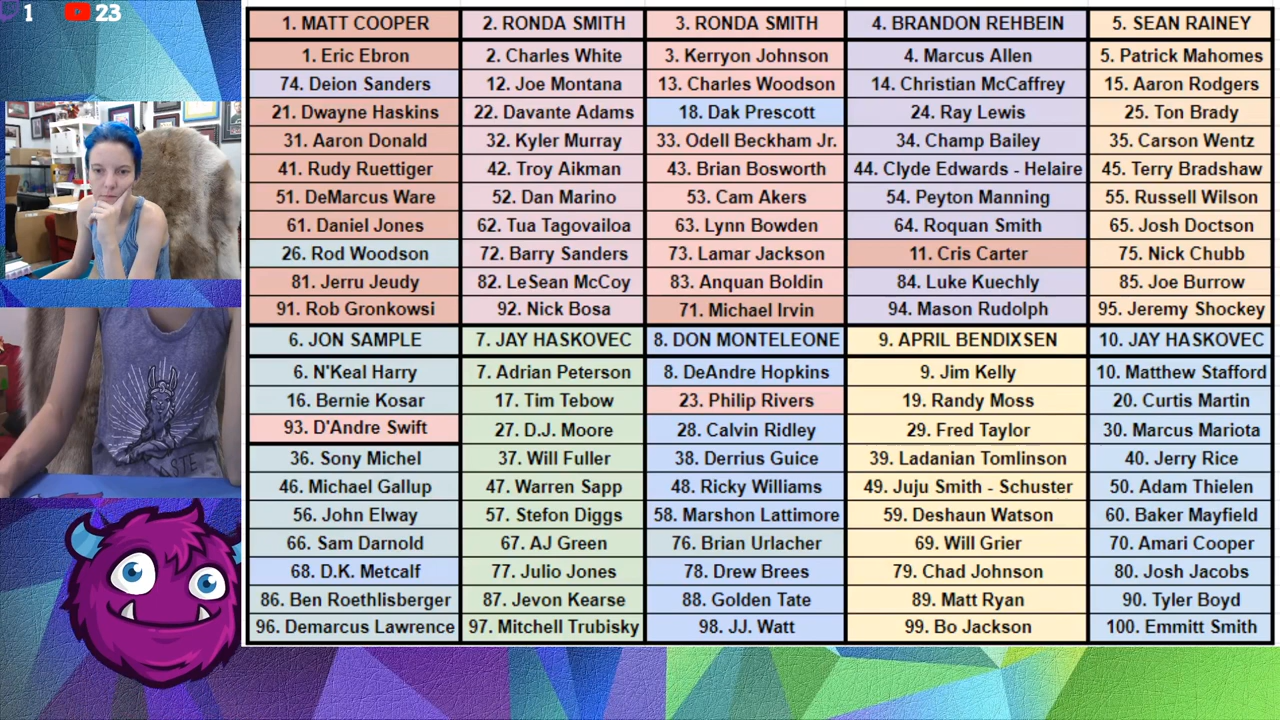 1 23
1. MATT COOPER 2. RONDA SMITH 3. RONDA SMITH 4. BRANDON REHBEIN 5. SEAN RAINEY
1. Eric Ebron 2. Charles White 3. Kerryon Johnson 4. Marcus Allen 5. Patrick Mahomes
74. Deion Sanders 12. Joe Montana 13. Charles Woodson 14. Christian McCaffrey 15. Aaron Rodgers
21. Dwayne Haskins 22. Davante Adams 18. Dak Prescott 24. Ray Lewis 25. Ton Brady
31. Aaron Donald 32. Kyler Murray 33. Odell Beckham Jr. 34. Champ Bailey 35. Carson Wentz
41. Rudy Ruettiger 42. Troy Aikman 43. Brian Bosworth 44. Clyde Edwards - Helaire 45. Terry Bradshaw
51. DeMarcus Ware 52. Dan Marino 53. Cam Akers 54. Peyton Manning 55. Russell Wilson
61. Daniel Jones 62. Tua Tagovailoa 63. Lynn Bowden 64. Roquan Smith 65. Josh Doctson
26. Rod Woodson 72. Barry Sanders 73. Lamar Jackson 11. Cris Carter 75. Nick Chubb
81. Jerru Jeudy 82. LeSean McCoy 83. Anquan Boldin 84. Luke Kuechly 85. Joe Burrow
91. Rob Gronkowsi 92. Nick Bosa 71. Michael Irvin 94. Mason Rudolph 95. Jeremy Shockey
6. JON SAMPLE 7. JAY HASKOVEC 8. DON MONTELEONE 9. APRIL BENDIXSEN 10. JAY HASKOVEC
6. N'Keal Harry 7. Adrian Peterson 8. DeAndre Hopkins 9. Jim Kelly 10. Matthew Stafford
16. Bernie Kosar 17. Tim Tebow 23. Philip Rivers 19. Randy Moss 20. Curtis Martin
93. D'Andre Swift 27. D.J. Moore 28. Calvin Ridley 29. Fred Taylor 30. Marcus Mariota
36. Sony Michel 37. Will Fuller 38. Derrius Guice 39. Ladanian Tomlinson 40. Jerry Rice
46. Michael Gallup 47. Warren Sapp 48. Ricky Williams 49. Juju Smith - Schuster 50. Adam Thielen
56. John Elway 57. Stefon Diggs 58. Marshon Lattimore 59. Deshaun Watson 60. Baker Mayfield
66. Sam Darnold 67. AJ Green 76. Brian Urlacher 69. Will Grier 70. Amari Cooper
68. D.K. Metcalf 77. Julio Jones 78. Drew Brees 79. Chad Johnson 80. Josh Jacobs
86. Ben Roethlisberger 87. Jevon Kearse 88. Golden Tate 89. Matt Ryan 90. Tyler Boyd
96. Demarcus Lawrence 97. Mitchell Trubisky 98. JJ. Watt 99. Bo Jackson 100. Emmitt Smith